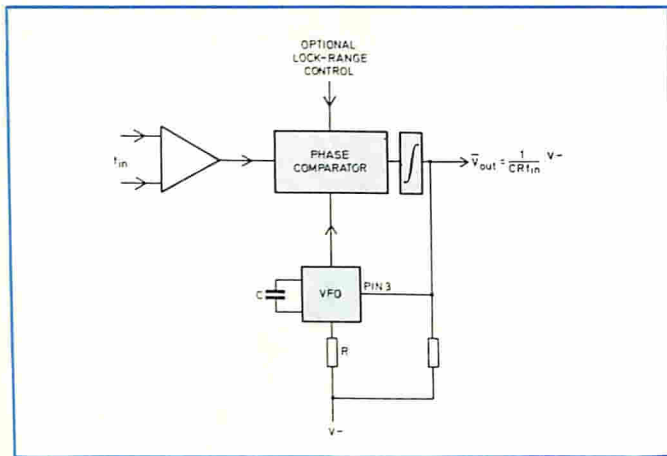 OPTIONAL
LOCK-RANGE
CONTROL
fin
PHASE
COMPARATOR
∫
V̅out = 1/CRfin V-
C
VFO
PIN 3
R
V-